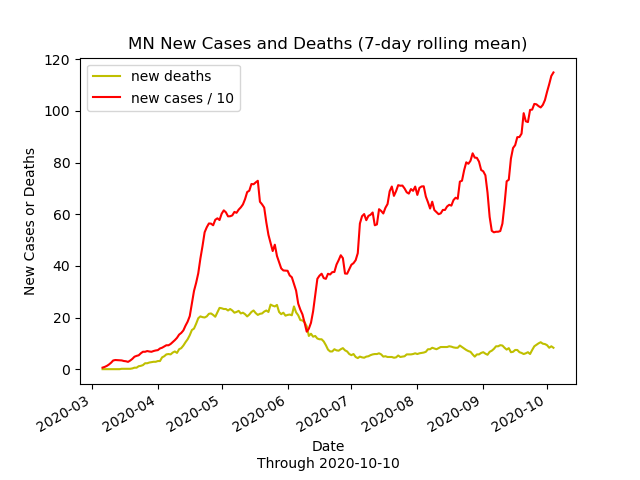 MN New Cases and Deaths (7-day rolling mean)
120
100
80
60
40
20
0
New Cases or Deaths
new deaths
new cases / 10
2020-03
2020-04
2020-05
2020-06
2020-07
2020-08
2020-09
2020-10
Date
Through 2020-10-10